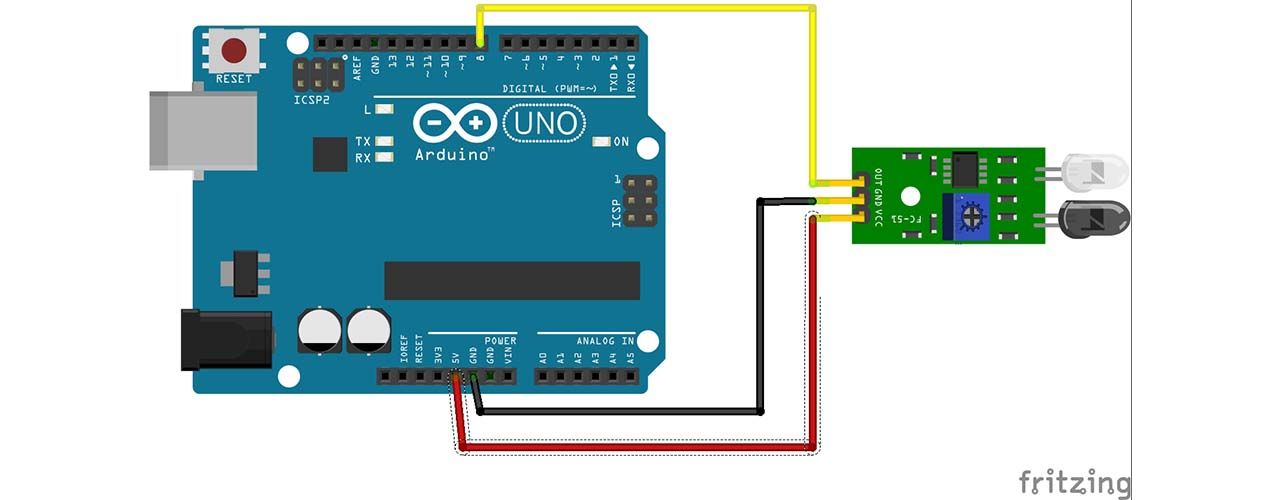 RESET
ICSP2
AREF
GND
13
12
~11
~10
~9
8
7
~6
~5
4
~3
2
TX0▶1
RX0◀0
DIGITAL (PWM=~)
L
TX
RX
UNO
Arduino™
ON
1
ICSP
OUT GND VCC
FC-51
POWER
ANALOG IN
IOREF
RESET
3V3
5V
GND
GND
VIN
A0
A1
A2
A3
A4
A5
fritzing